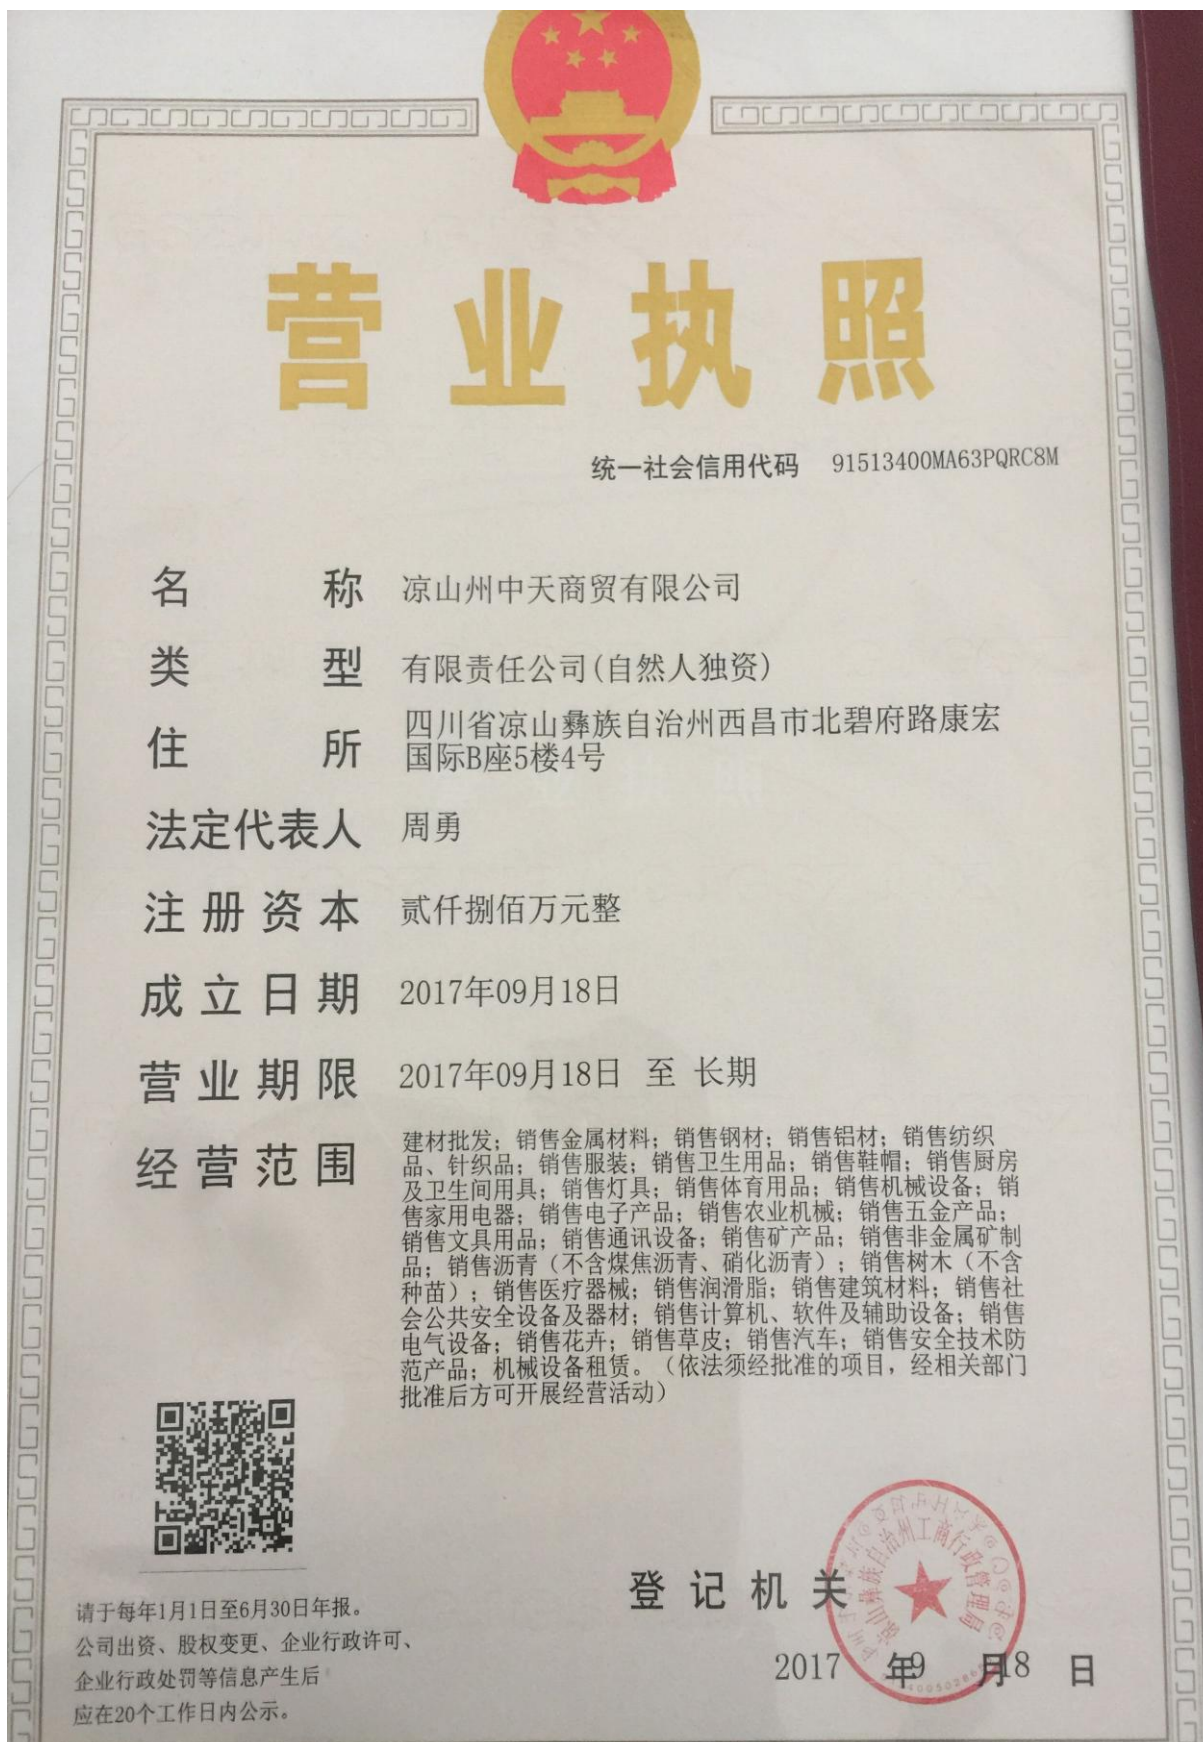 营业执照
统一社会信用代码 91513400MA63PQRC8M
名称 凉山州中天商贸有限公司
类型 有限责任公司(自然人独资)
住所 四川省凉山彝族自治州西昌市北碧府路康宏
国际B座5楼4号
法定代表人 周勇
注册资本 贰仟捌佰万元整
成立日期 2017年09月18日
营业期限 2017年09月18日 至 长期
经营范围 建材批发；销售金属材料；销售钢材；销售铝材；销售纺织
品、针织品；销售服装；销售卫生用品；销售鞋帽；销售厨房
及卫生间用具；销售灯具；销售体育用品；销售机械设备；销
售家用电器；销售电子产品；销售农业机械；销售五金产品；
销售文具用品；销售通讯设备；销售矿产品；销售非金属矿制
品；销售沥青（不含煤焦沥青、硝化沥青）；销售树木（不含
种苗）；销售医疗器械；销售润滑脂；销售建筑材料；销售社
会公共安全设备及器材；销售计算机、软件及辅助设备；销售
电气设备；销售花卉；销售草皮；销售汽车；销售安全技术防
范产品；机械设备租赁。（依法须经批准的项目，经相关部门
批准后方可开展经营活动）
登记机关
凉山彝族自治州工商行政管理局
2017 年9 月18 日
请于每年1月1日至6月30日年报。
公司出资、股权变更、企业行政许可、
企业行政处罚等信息产生后
应在20个工作日内公示。